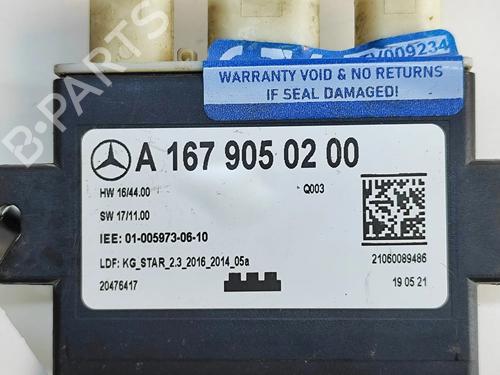 V009234
WARRANTY VOID & NO RETURNS
IF SEAL DAMAGED!
A 167 905 02 00
HW 16/44.00
Q003
SW 17/11.00
IEE: 01-005973-06-10
LDF: KG_STAR_2.3_2016_2014_05a
21060089486
20476417
19 05 21
B-PARTS